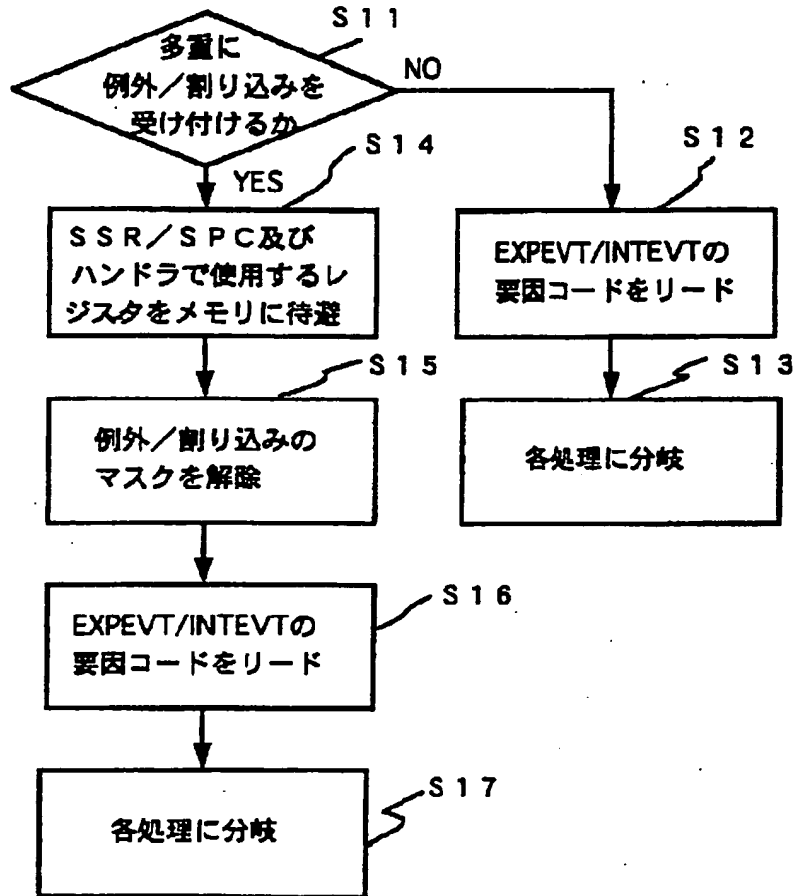 S11
多重に
例外／割り込みを
受け付けるか
NO
YES
S14
SSR／SPC及び
ハンドラで使用するレ
ジスタをメモリに待避
S12
EXPEVT/INTEVTの
要因コードをリード
S15
例外／割り込みの
マスクを解除
S13
各処理に分岐
S16
EXPEVT/INTEVTの
要因コードをリード
S17
各処理に分岐